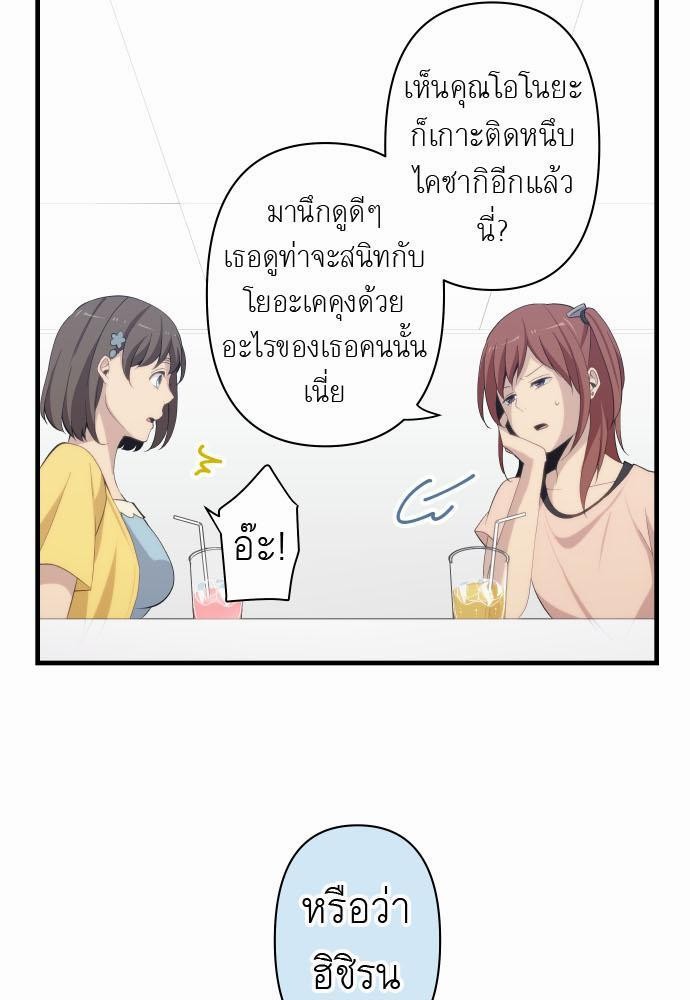 เห็นคุณโอโนยะ
ก็เกาะติดหนึบ
ไคซากิอีกแล้ว
นี่?
มานึกดูดีๆ
เธอดูท่าจะสนิทกับ
โยอะเคคุงด้วย
อะไรของเธอคนนั้น
เนี่ย
อ๊ะ!
หรือว่า
ฮิชิรน